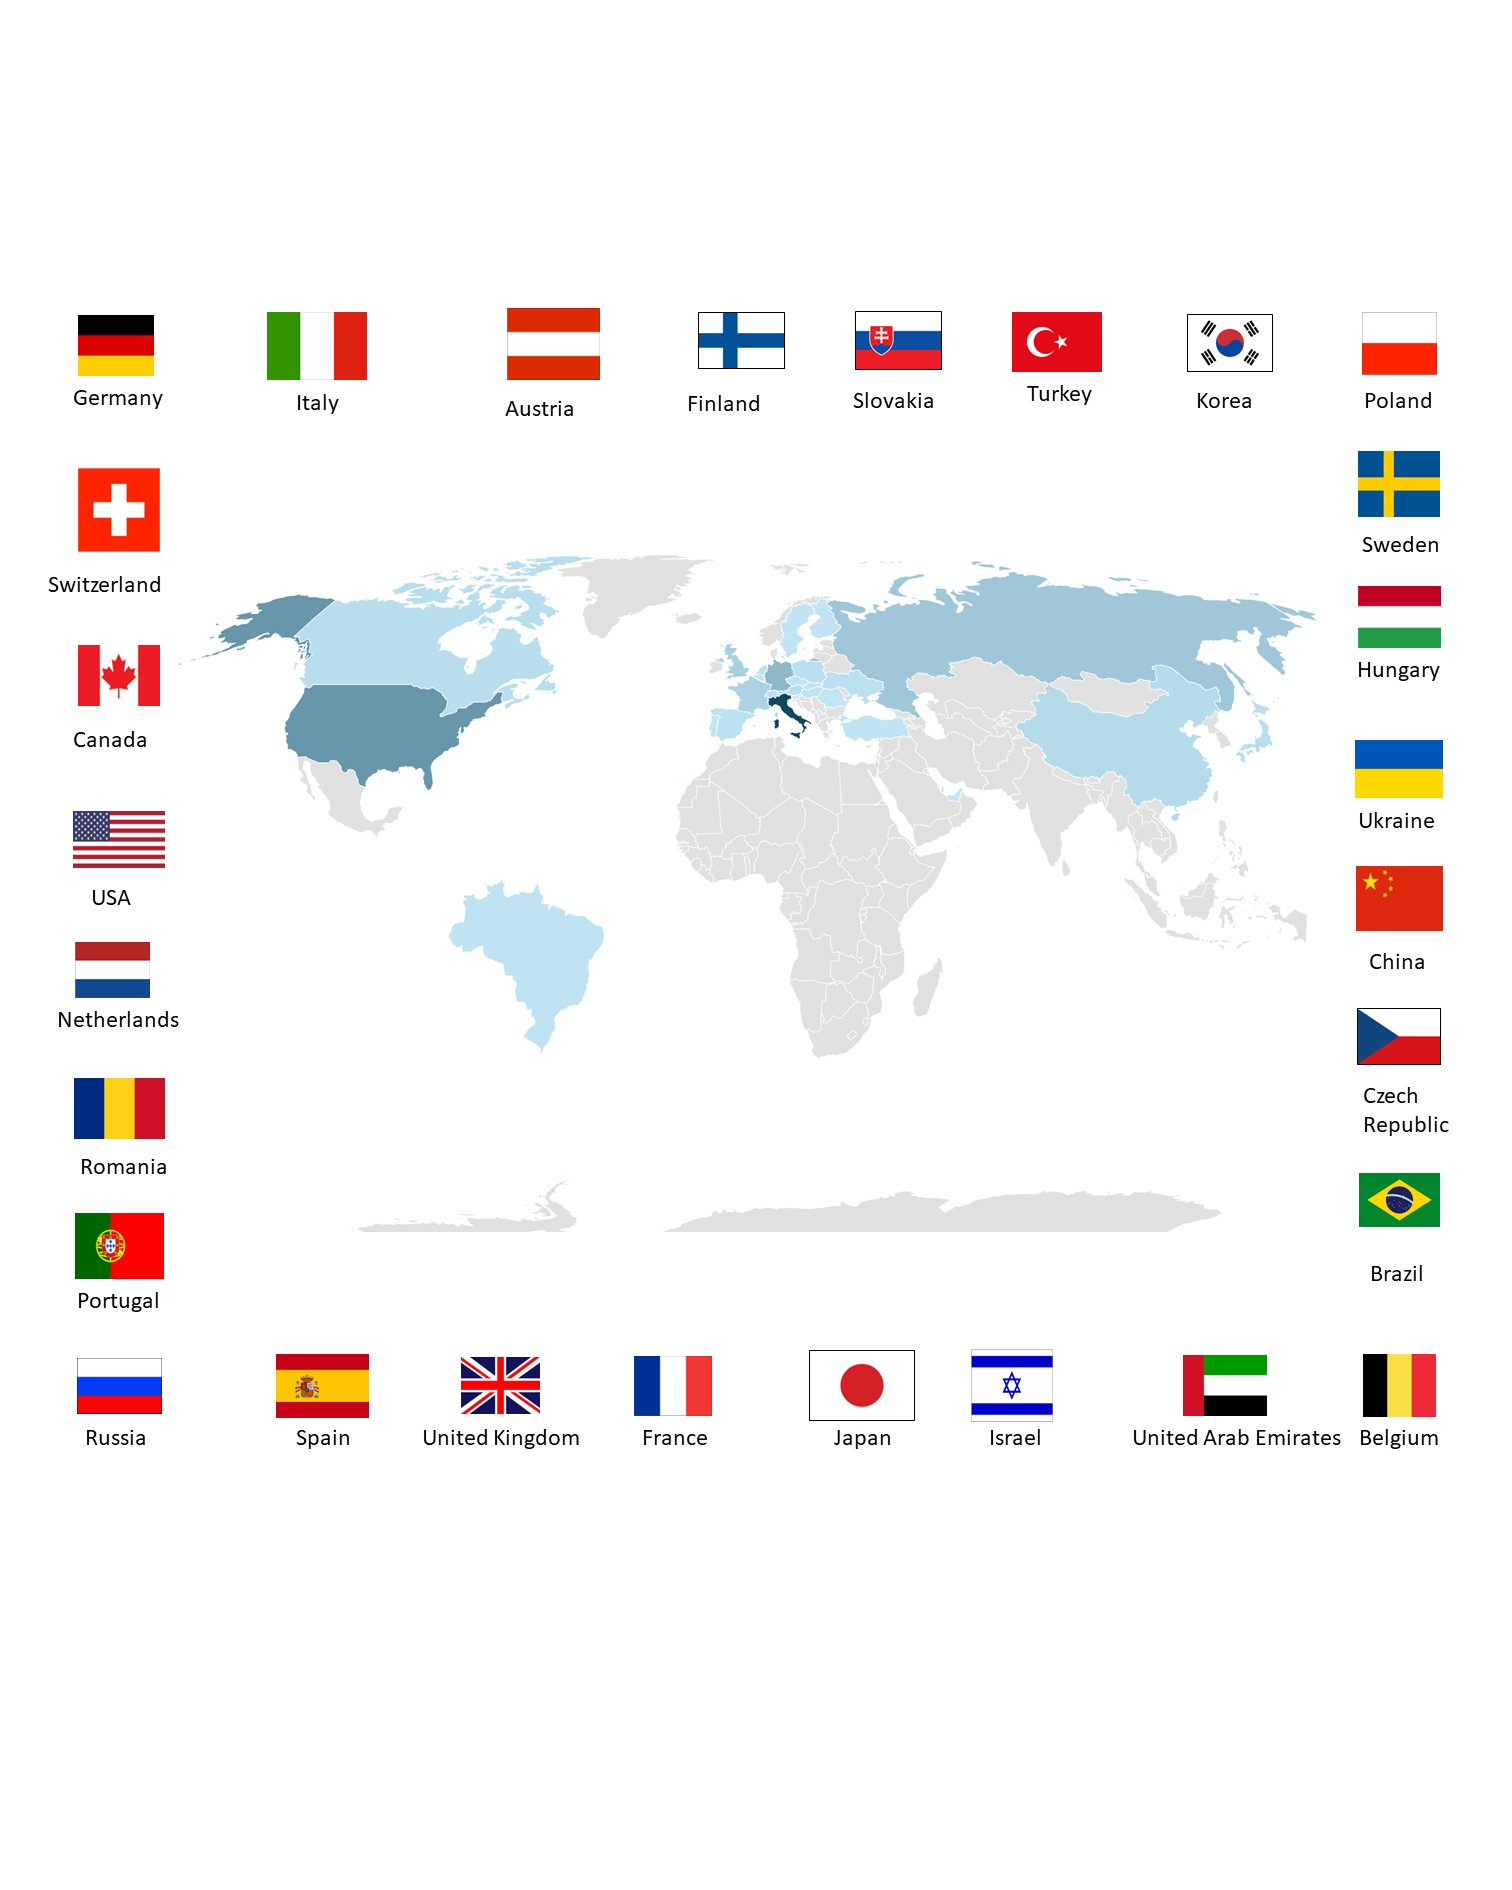 Germany
Italy
Austria
Finland
Slovakia
Turkey
Korea
Poland
Switzerland
Sweden
Canada
Hungary
USA
Ukraine
Netherlands
China
Romania
Czech
Republic
Portugal
Brazil
Russia
Spain
United Kingdom
France
Japan
Israel
United Arab Emirates
Belgium